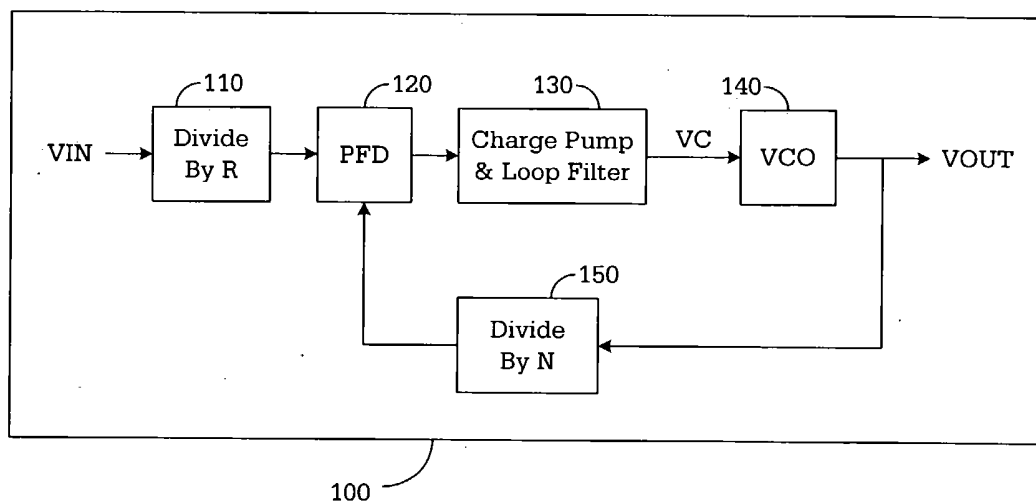 110
120
130
140
VIN
Divide
By R
PFD
Charge Pump
& Loop Filter
VC
VCO
VOUT
150
Divide
By N
100